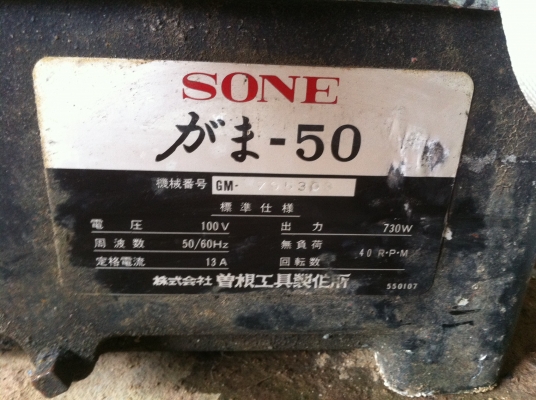 SONE
がま-50
機械番号 GM-
標準仕様
電圧 100V 出力 730W
周波数 50/60Hz 無負荷 40 R・P・M
定格電流 13A 回転数
株式会社 曽根工具製作所
550107